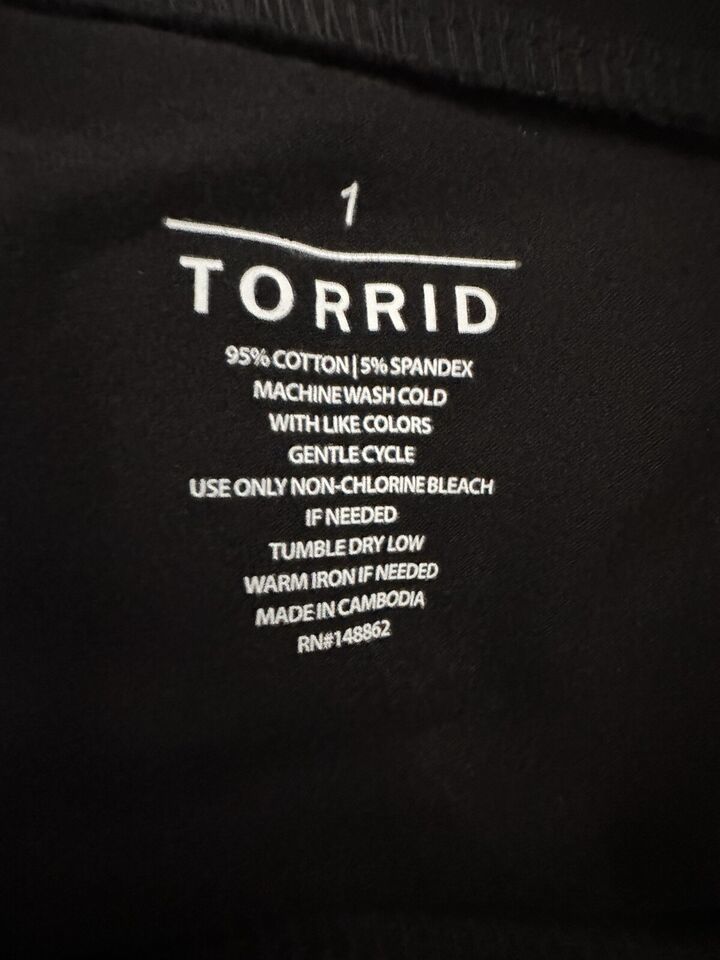 1
TORRID
95% COTTON | 5% SPANDEX
MACHINE WASH COLD
WITH LIKE COLORS
GENTLE CYCLE
USE ONLY NON-CHLORINE BLEACH
IF NEEDED
TUMBLE DRY LOW
WARM IRON IF NEEDED
MADE IN CAMBODIA
RN#148862